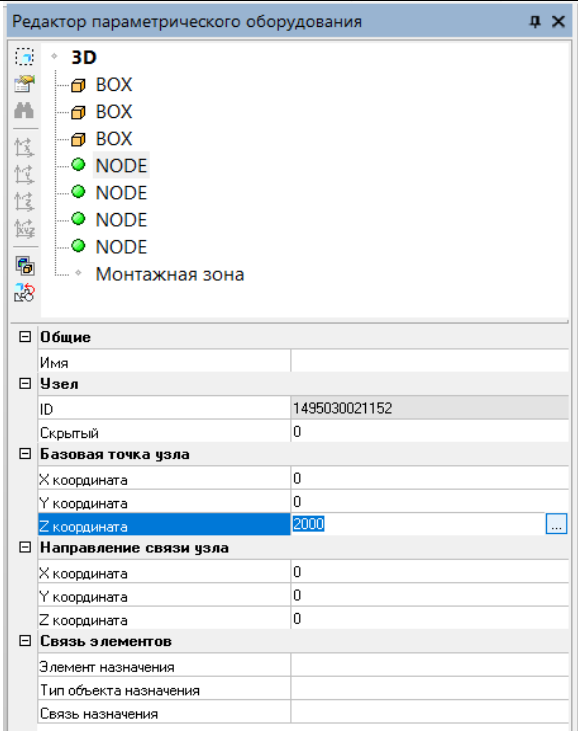 Редактор параметрического оборудования
3D
BOX
BOX
BOX
NODE
NODE
NODE
NODE
Монтажная зона
Общие
Имя
Узел
ID 1495030021152
Скрытый 0
Базовая точка узла
X координата 0
Y координата 0
Z координата 2000 ...
Направление связи узла
X координата 0
Y координата 0
Z координата 0
Связь элементов
Элемент назначения
Тип объекта назначения
Связь назначения